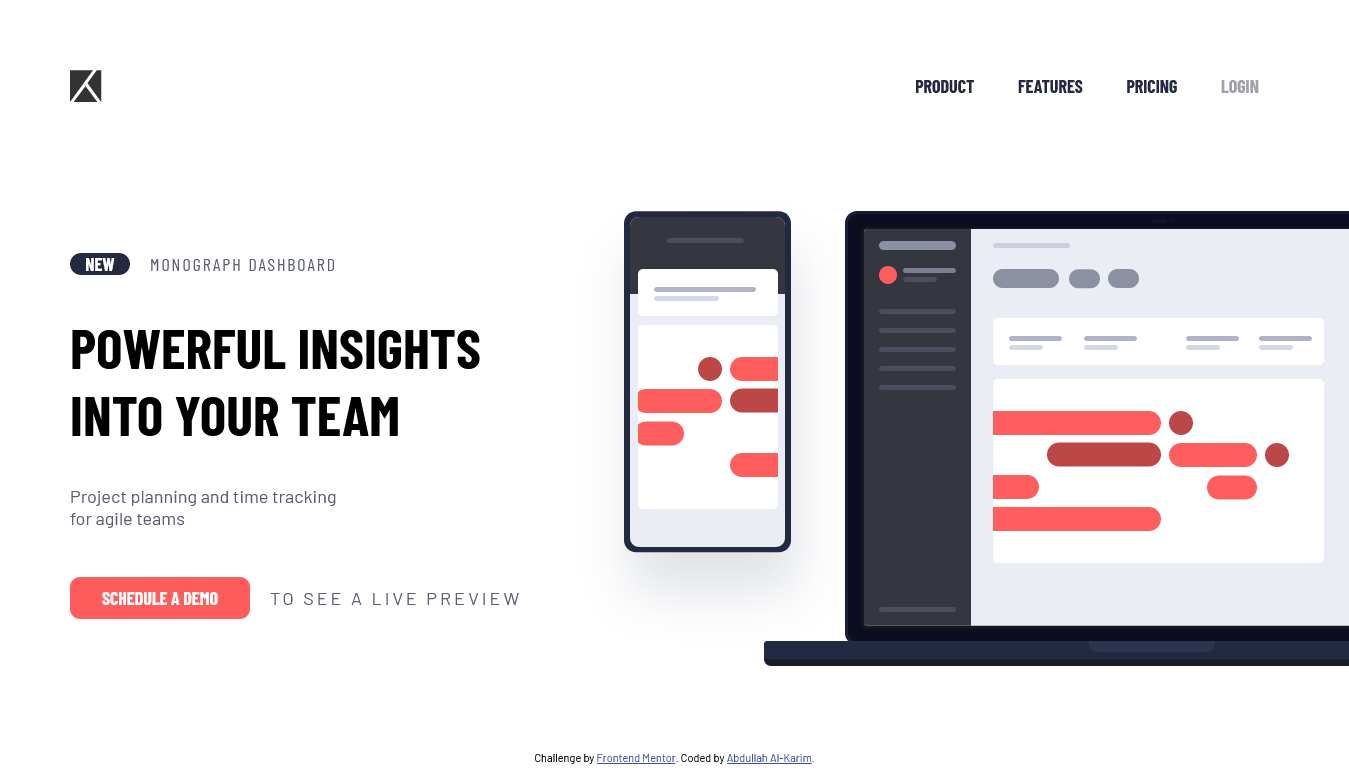 PRODUCT FEATURES PRICING LOGIN
NEW MONOGRAPH DASHBOARD
POWERFUL INSIGHTS
INTO YOUR TEAM
Project planning and time tracking
for agile teams
SCHEDULE A DEMO TO SEE A LIVE PREVIEW
Challenge by Frontend Mentor. Coded by Abdullah Al-Karim.